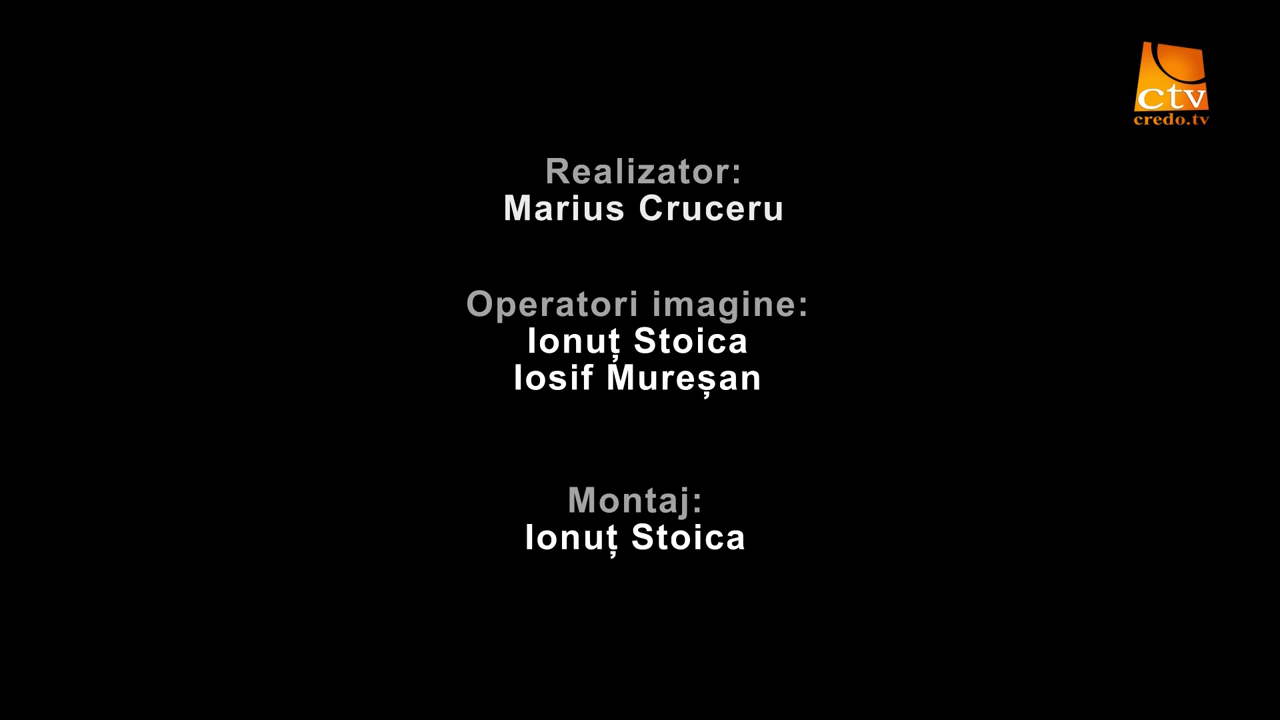 ctv
credo.tv
Realizator:
Marius Cruceru
Operatori imagine:
Ionuț Stoica
Iosif Mureșan
Montaj:
Ionuț Stoica